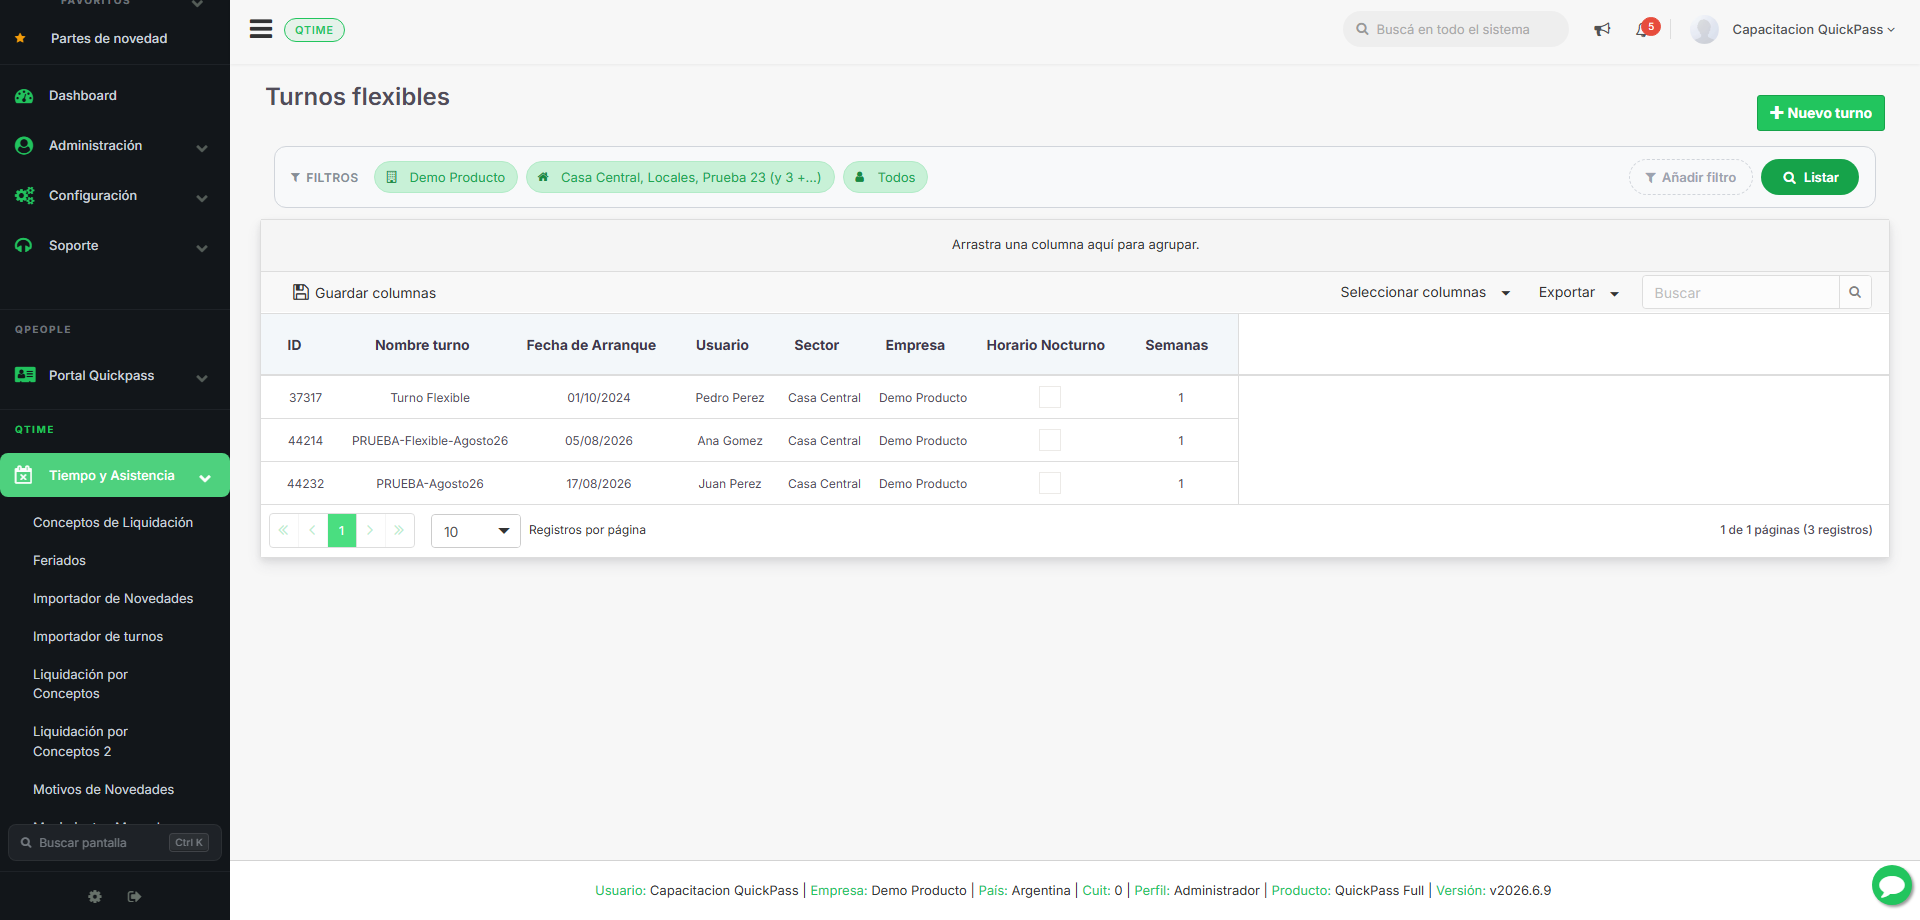 FAVORITOS
Partes de novedad
Dashboard
Administración
Configuración
Soporte
QPEOPLE
Portal Quickpass
QTIME
Tiempo y Asistencia
Conceptos de Liquidación
Feriados
Importador de Novedades
Importador de turnos
Liquidación por
Conceptos
Liquidación por
Conceptos 2
Motivos de Novedades
Buscar pantalla Ctrl K
QTIME
Buscá en todo el sistema
5
Capacitacion QuickPass
Turnos flexibles
Nuevo turno
FILTROS Demo Producto Casa Central, Locales, Prueba 23 (y 3 +...) Todos Añadir filtro Listar
Arrastra una columna aquí para agrupar.
Guardar columnas Seleccionar columnas Exportar Buscar
ID Nombre turno Fecha de Arranque Usuario Sector Empresa Horario Nocturno Semanas
37317 Turno Flexible 01/10/2024 Pedro Perez Casa Central Demo Producto 1
44214 PRUEBA-Flexible-Agosto26 05/08/2026 Ana Gomez Casa Central Demo Producto 1
44232 PRUEBA-Agosto26 17/08/2026 Juan Perez Casa Central Demo Producto 1
« ‹ 1 › » 10 Registros por página 1 de 1 páginas (3 registros)
Usuario: Capacitacion QuickPass | Empresa: Demo Producto | País: Argentina | Cuit: 0 | Perfil: Administrador | Producto: QuickPass Full | Versión: v2026.6.9